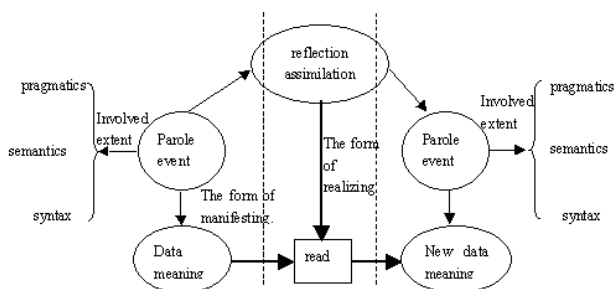 reflection
assimilation
pragmatics
semantics
syntax
Involved
extent
Parole
event
The form of
manifesting.
Data
meaning
The form
of
realizing.
read
Parole
event
Involved
extent
pragmatics
semantics
syntax
New data
meaning